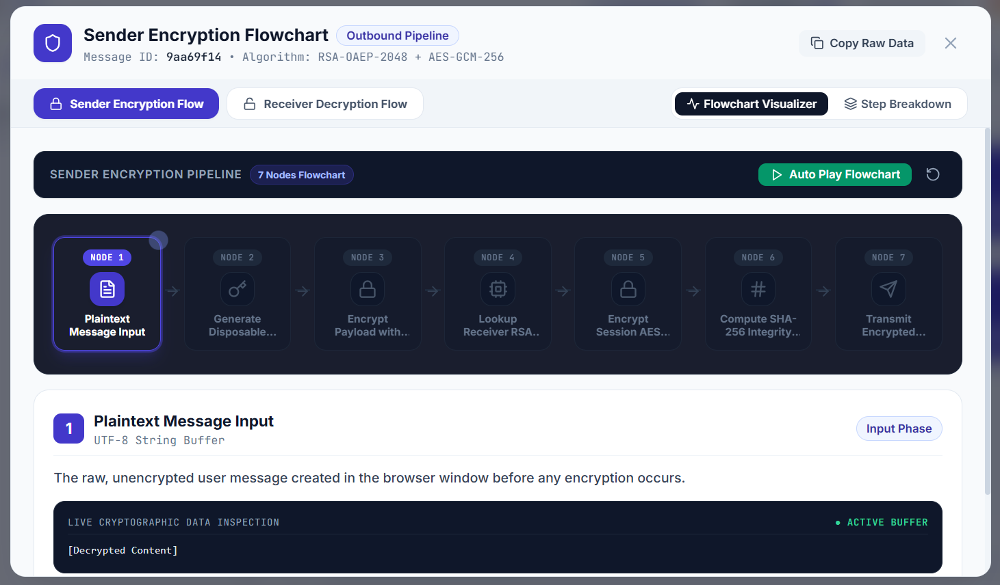 Sender Encryption Flowchart
Outbound Pipeline
Message ID: 9aa69f14 • Algorithm: RSA-OAEP-2048 + AES-GCM-256
Copy Raw Data
Sender Encryption Flow
Receiver Decryption Flow
Flowchart Visualizer
Step Breakdown
SENDER ENCRYPTION PIPELINE
7 Nodes Flowchart
Auto Play Flowchart
NODE 1
Plaintext
Message Input
NODE 2
Generate
Disposable...
NODE 3
Encrypt
Payload with...
NODE 4
Lookup
Receiver RSA...
NODE 5
Encrypt
Session AES...
NODE 6
Compute SHA-
256 Integrity...
NODE 7
Transmit
Encrypted...
1
Plaintext Message Input
UTF-8 String Buffer
Input Phase
The raw, unencrypted user message created in the browser window before any encryption occurs.
LIVE CRYPTOGRAPHIC DATA INSPECTION
● ACTIVE BUFFER
[Decrypted Content]